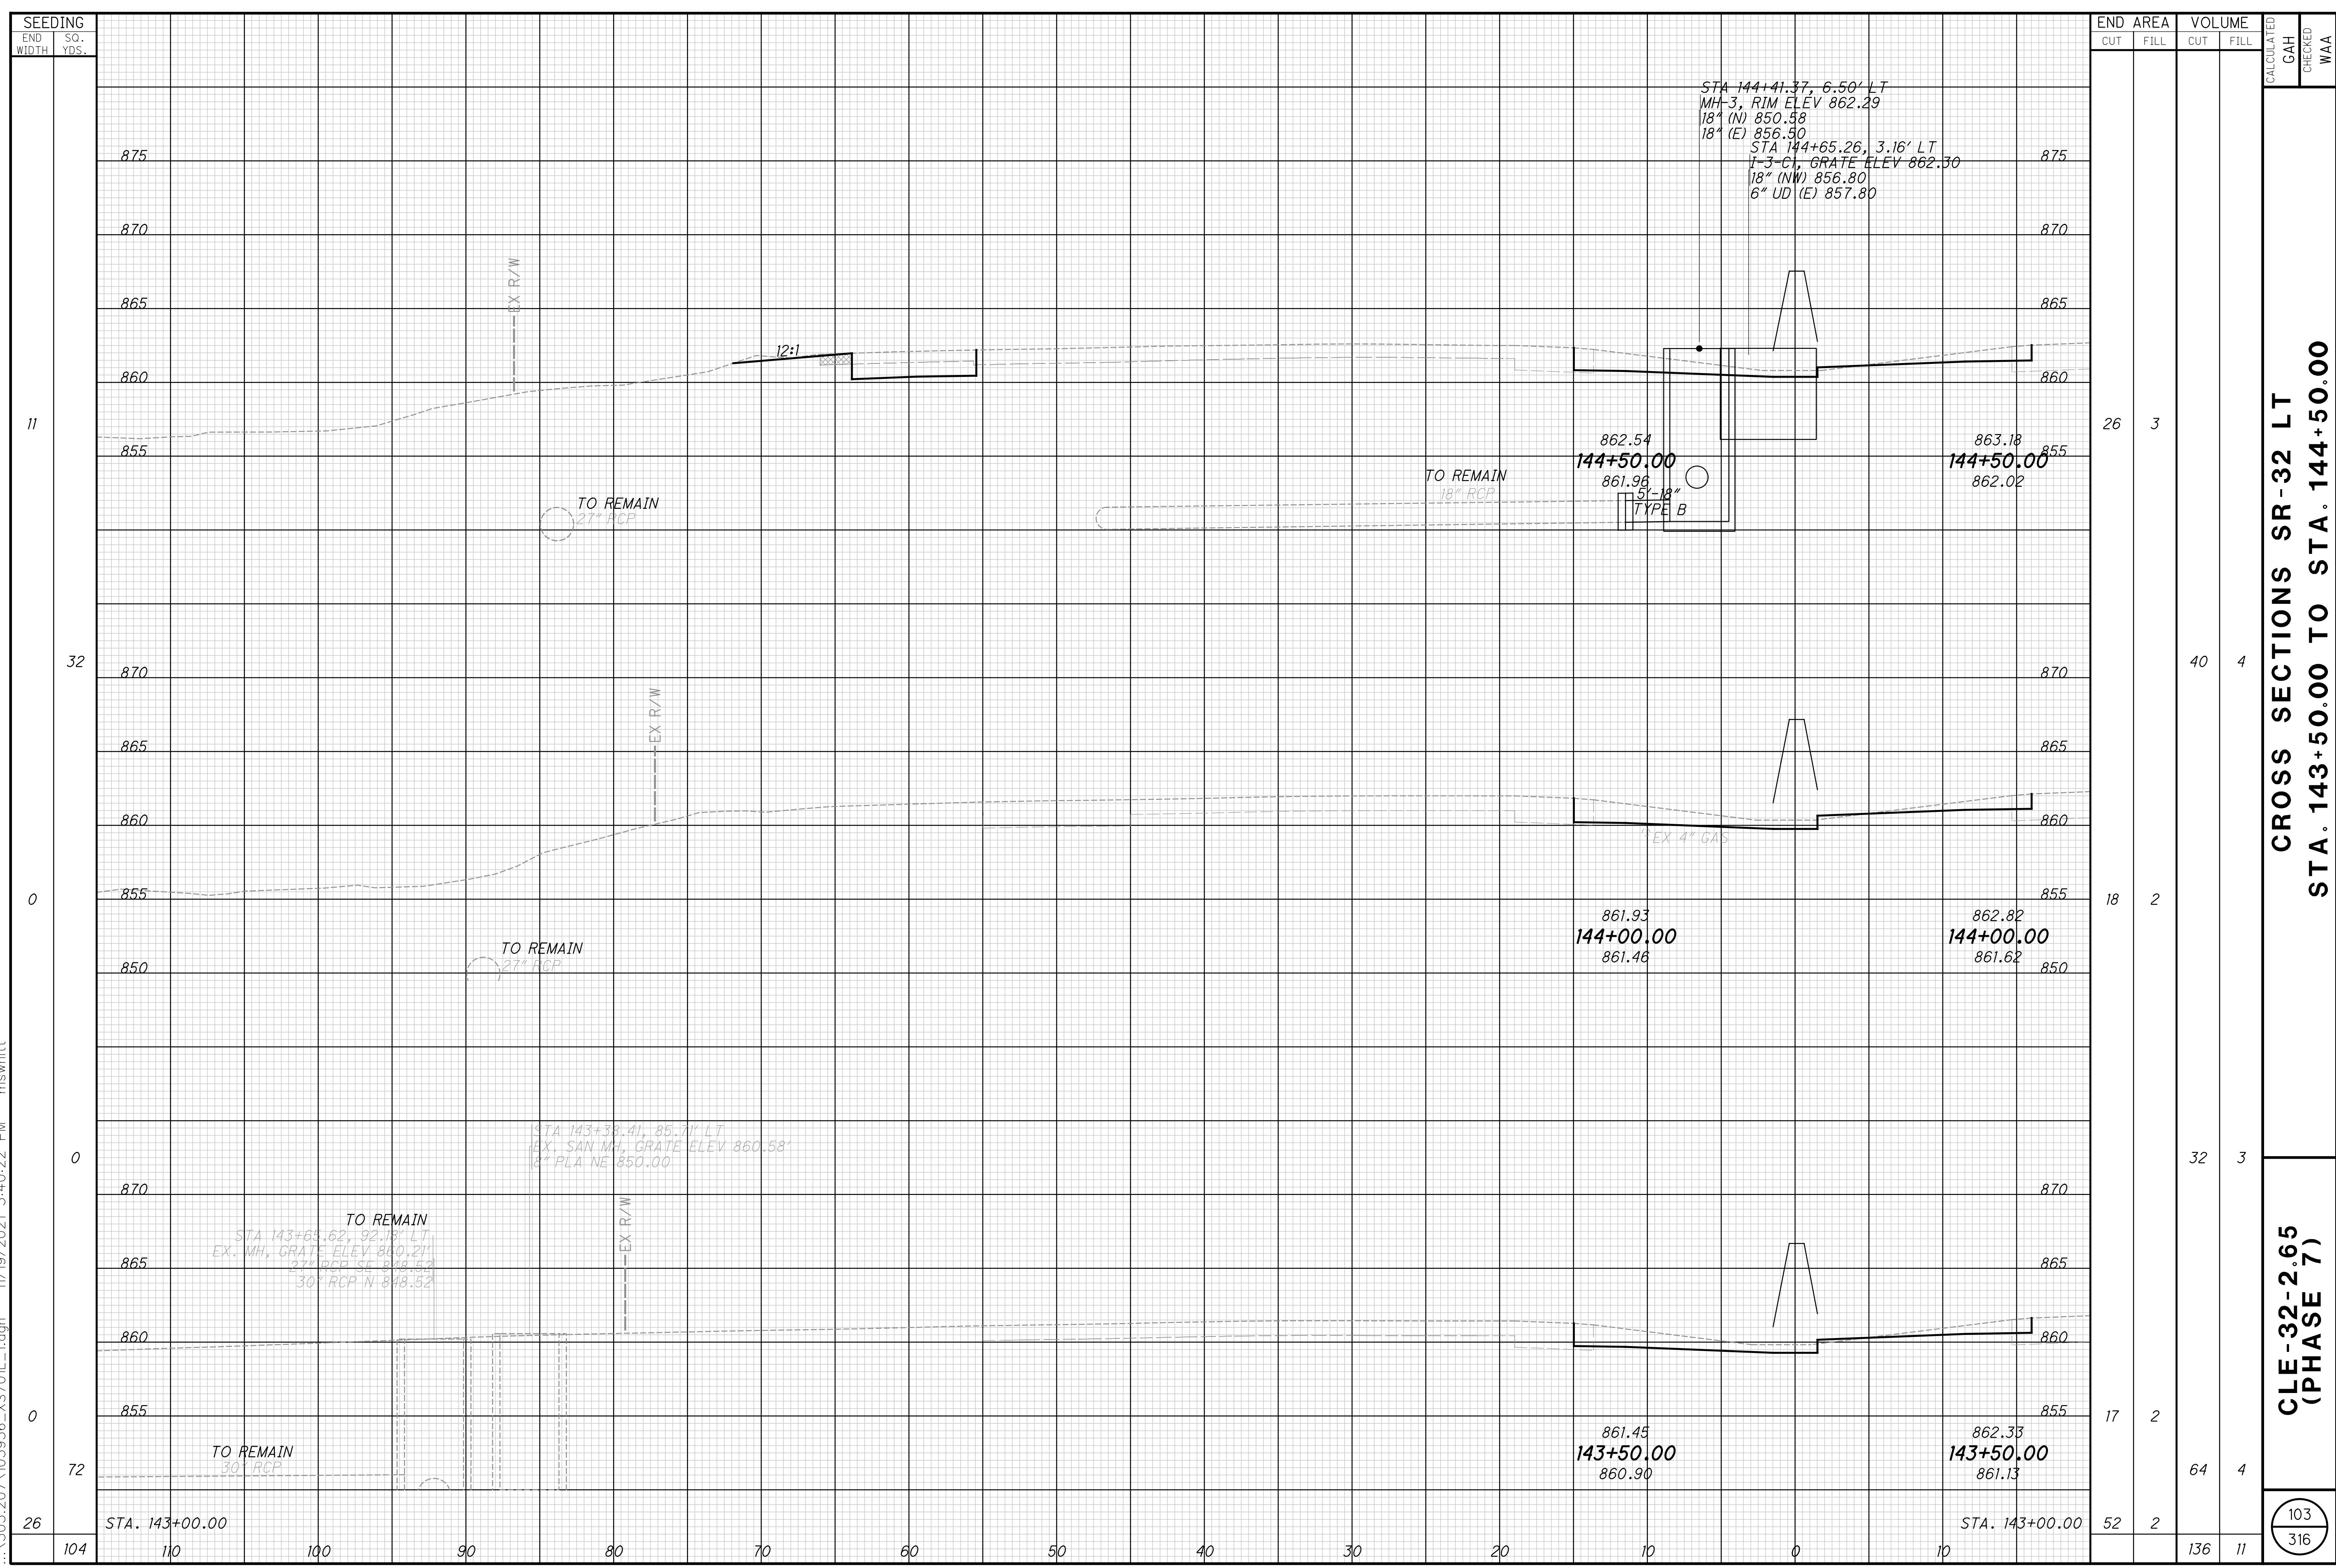 SEEDING
END WIDTH
SQ. YDS.
END AREA
VOLUME
CUT
FILL
CUT
FILL
CALCULATED
GAH
CHECKED
WAA
STA 144+41.37, 6.50' LT
MH-3, RIM ELEV 862.29
18" (N) 850.58
18" (E) 856.50
STA 144+65.26, 3.16' LT
I-3-C1, GRATE ELEV 862.30
18" (NW) 856.80
6" UD (E) 857.80
875
875
870
870
EX R/W
865
865
12:1
860
860
11
26
3
855
862.54
863.18
855
144+50.00
144+50.00
861.96
862.02
TO REMAIN
18" RCP
5'-18"
TYPE B
TO REMAIN
27" RCP
32
40
4
870
870
EX R/W
865
865
860
860
EX 4" GAS
855
855
0
18
2
861.93
862.82
144+00.00
144+00.00
861.46
861.62
TO REMAIN
27" RCP
850
850
STA 143+38.41, 85.71' LT
EX. SAN MH, GRATE ELEV 860.58'
8" PLA NE 850.00
0
32
3
870
870
EX R/W
TO REMAIN
STA 143+65.62, 92.18' LT
EX. MH, GRATE ELEV 860.21'
27" RCP SE 848.52
30" RCP N 848.52
865
865
860
860
855
855
0
17
2
861.45
862.33
143+50.00
143+50.00
860.90
861.13
TO REMAIN
30" RCP
72
64
4
26
STA. 143+00.00
STA. 143+00.00
52
2
104
110
100
90
80
70
60
50
40
30
20
10
0
10
136
11
CROSS SECTIONS SR-32 LT
STA. 143+50.00 TO STA. 144+50.00
CLE-32-2.65
(PHASE 7)
103
316
11/19/2021